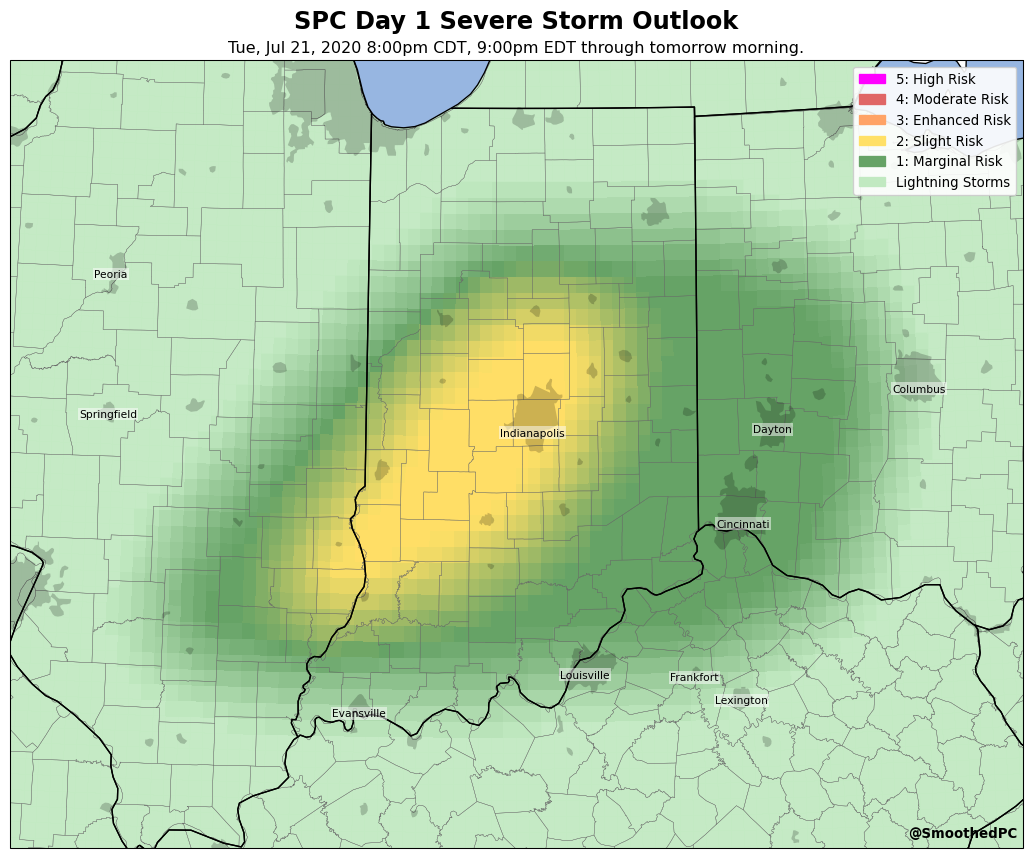 SPC Day 1 Severe Storm Outlook
Tue, Jul 21, 2020 8:00pm CDT, 9:00pm EDT through tomorrow morning.
5: High Risk
4: Moderate Risk
3: Enhanced Risk
2: Slight Risk
1: Marginal Risk
Lightning Storms
Peoria
Springfield
Columbus
Indianapolis
Dayton
Cincinnati
Louisville
Frankfort
Lexington
Evansville
@SmoothedPC